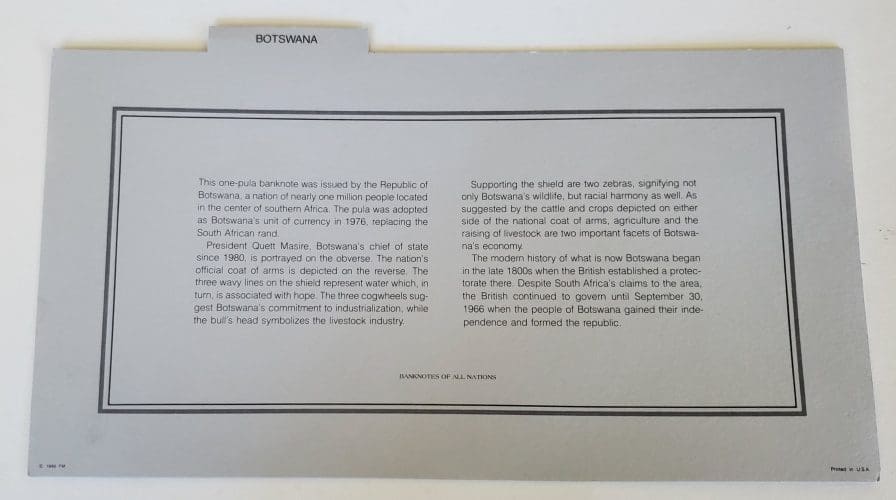 BOTSWANA
This one-pula banknote was issued by the Republic of
Botswana, a nation of nearly one million people located
in the center of southern Africa. The pula was adopted
as Botswana's unit of currency in 1976, replacing the
South African rand.
President Quett Masire, Botswana's chief of state
since 1980, is portrayed on the obverse. The nation's
official coat of arms is depicted on the reverse. The
three wavy lines on the shield represent water which, in
turn, is associated with hope. The three cogwheels sug-
gest Botswana's commitment to industrialization, while
the bull's head symbolizes the livestock industry.
Supporting the shield are two zebras, signifying not
only Botswana's wildlife, but racial harmony as well. As
suggested by the cattle and crops depicted on either
side of the national coat of arms, agriculture and the
raising of livestock are two important facets of Botswa-
na's economy.
The modern history of what is now Botswana began
in the late 1800s when the British established a protec-
torate there. Despite South Africa's claims to the area,
the British continued to govern until September 30,
1966 when the people of Botswana gained their inde-
pendence and formed the republic.
BANKNOTES OF ALL NATIONS
© FM
Printed in U.S.A.